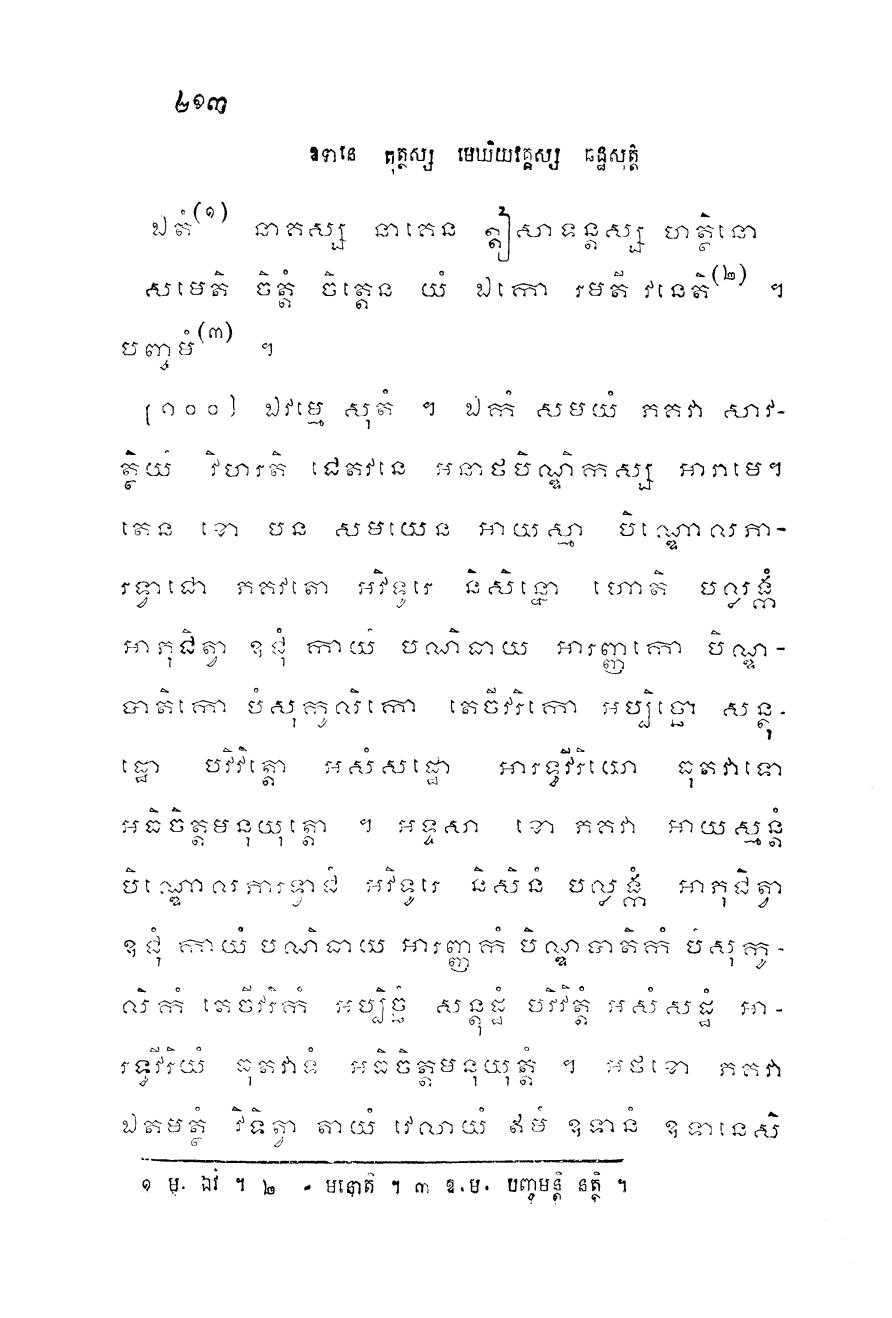 ២១៣
ឧទានេ ចតុត្ថស្ស មេឃិយវគ្គស្ស ឆដ្ឋសុត្តំ
ឯតំ(១) នាគស្ស នាគេន ឦសាទន្តស្ស ហត្ថិនោ
សមេតិ ចិត្តំ ចិត្តេន យំ ឯកោ រមតី វនេតិ(២) ។
បញ្ចមំ(៣) ។
[១០០] ឯវម្មេ សុតំ ។ ឯកំ សមយំ ភគវា សាវ-
ត្ថិយំ វិហរតិ ជេតវនេ អនាថបិណ្ឌិកស្ស អារាមេ។
តេន ខោ បន សមយេន អាយស្មា បិណ្ឌោលភា-
រទ្វាជោ ភគវតោ អវិទូរេ និសិន្នោ ហោតិ បល្លង្កំ
អាភុជិត្វា ឧជុំ កាយំ បណិធាយ អារញ្ញកោ បិណ្ឌ-
បាតិកោ បំសុកូលិកោ តេចីវរិកោ អប្បិច្ឆោ សន្តុ-
ដ្ឋោ បវិវិត្តោ អសំសដ្ឋោ អារទ្ធវីរិយោ ធុតវាទោ
អធិចិត្តមនុយុត្តោ ។ អទ្ទសា ខោ ភគវា អាយស្មន្តំ
បិណ្ឌោលភារទ្វាជំ អវិទូរេ និសិន្នំ បល្លង្កំ អាភុជិត្វា
ឧជុំ កាយំ បណិធាយ អារញ្ញកំ បិណ្ឌបាតិកំ បំសុកូ-
លិកំ តេចីវរិកំ អប្បិច្ឆំ សន្តុដ្ឋំ បវិវិត្តំ អសំសដ្ឋំ អា-
រទ្ធវីរិយំ ធុតវាទំ អធិចិត្តមនុយុត្តំ ។ អថខោ ភគវា
ឯតមត្ថំ វិទិត្វា តាយំ វេលាយំ ឥមំ ឧទានំ ឧទានេសិ
១ ម. ឯវំ ។ ២ - មនោតិ ។ ៣ ឱ.ម. បញ្ចមន្តិ នត្ថិ ។